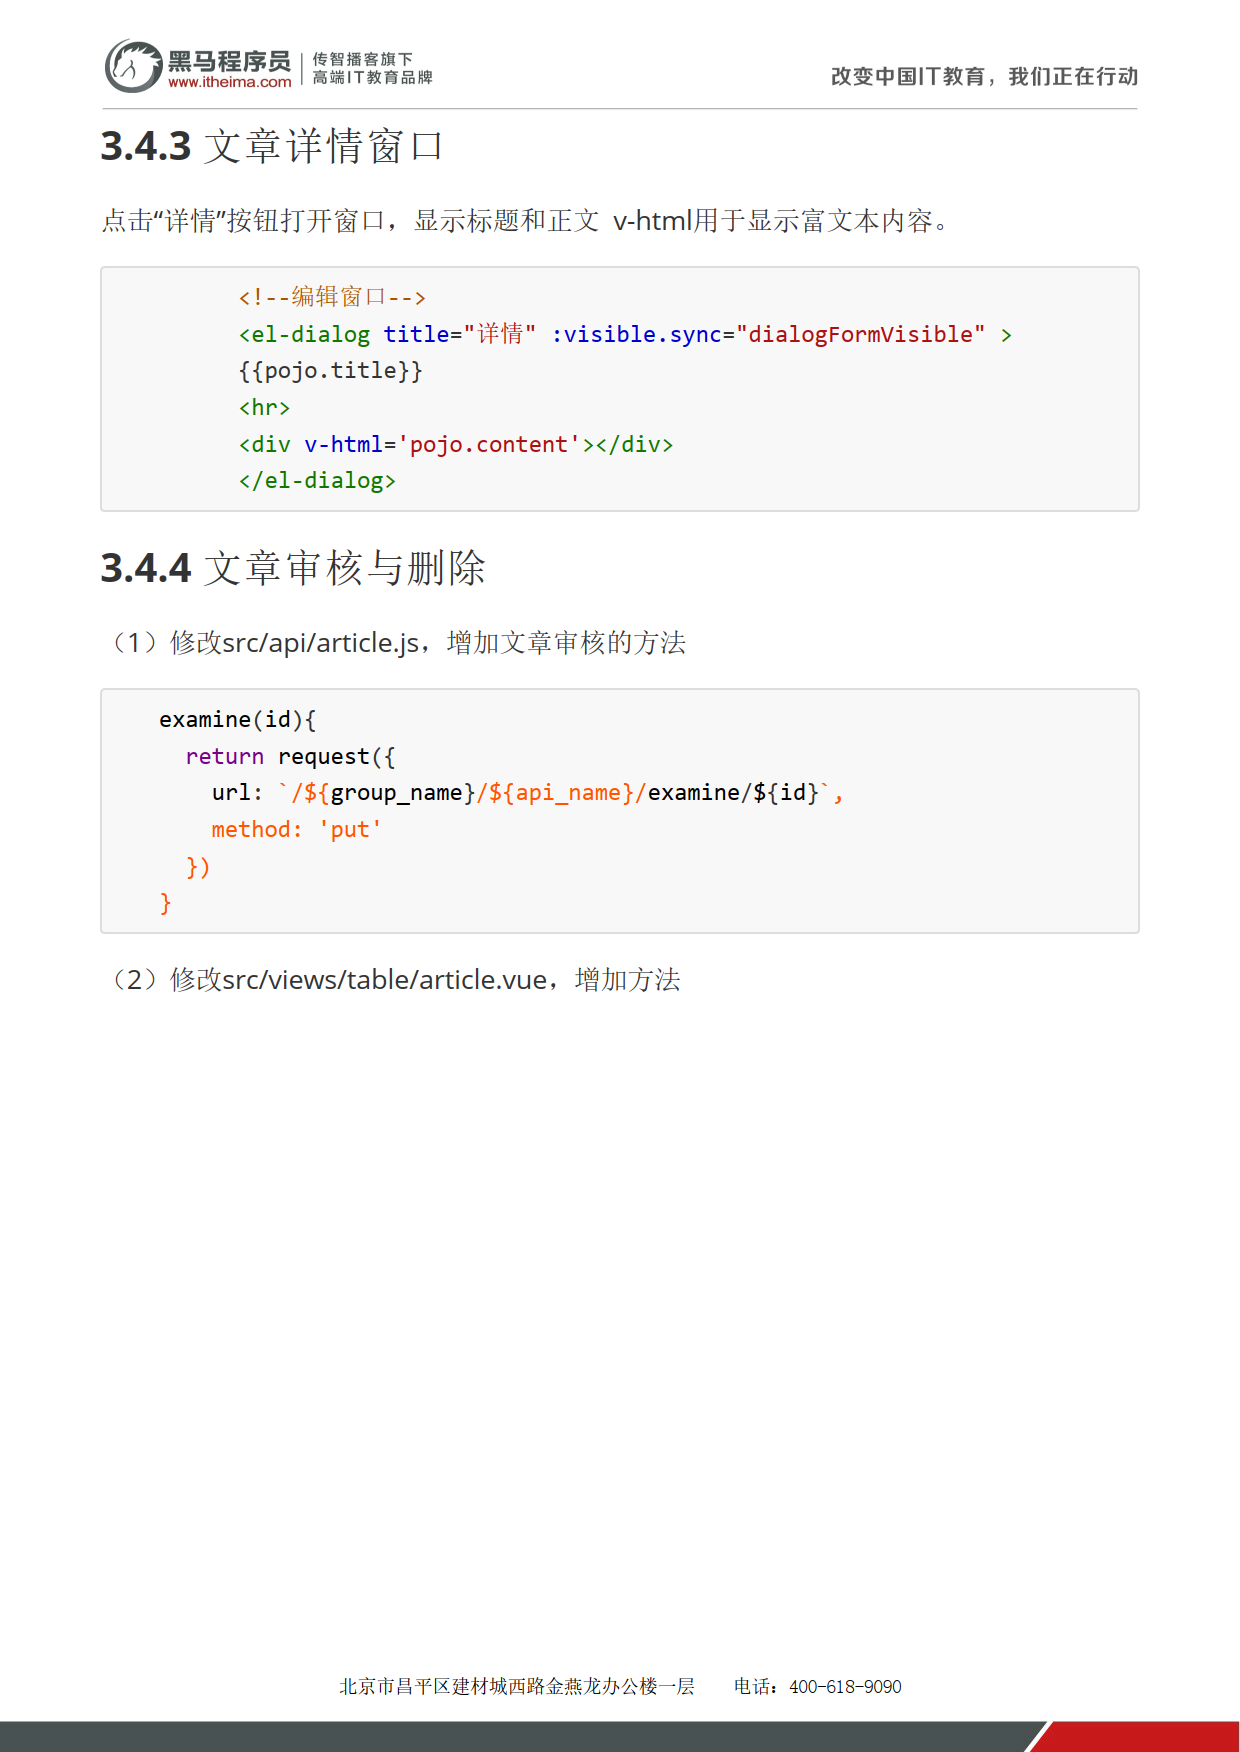 黑马程序员
www.itheima.com
传智播客旗下
高端IT教育品牌
改变中国IT教育，我们正在行动
3.4.3 文章详情窗口
点击“详情”按钮打开窗口，显示标题和正文 v-html用于显示富文本内容。
<!--编辑窗口-->
<el-dialog title="详情" :visible.sync="dialogFormVisible" >
{{pojo.title}}
<hr>
<div v-html='pojo.content'></div>
</el-dialog>
3.4.4 文章审核与删除
（1）修改src/api/article.js，增加文章审核的方法
examine(id){
return request({
url: `/${group_name}/${api_name}/examine/${id}`,
method: 'put'
})
}
（2）修改src/views/table/article.vue，增加方法
北京市昌平区建材城西路金燕龙办公楼一层 电话：400-618-9090